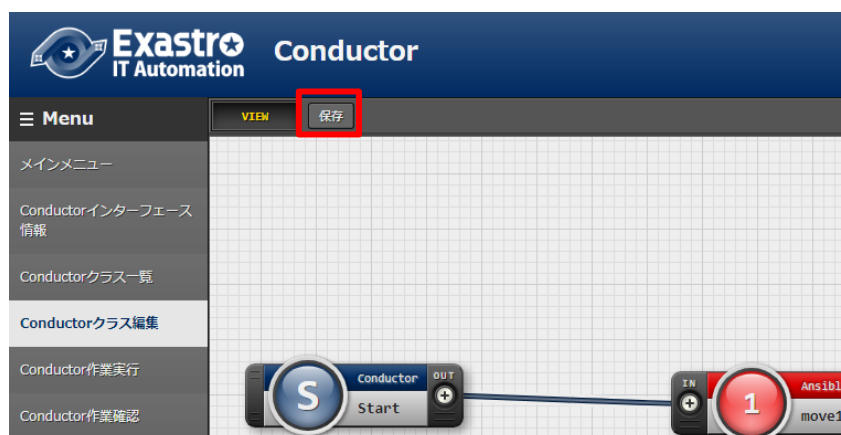 Exastro
IT Automation
Conductor
Menu
VIEW
保存
メインメニュー
Conductorインターフェース
情報
Conductorクラス一覧
Conductorクラス編集
Conductor作業実行
Conductor作業確認
S
Conductor
Start
OUT
IN
1
Ansibl
move1